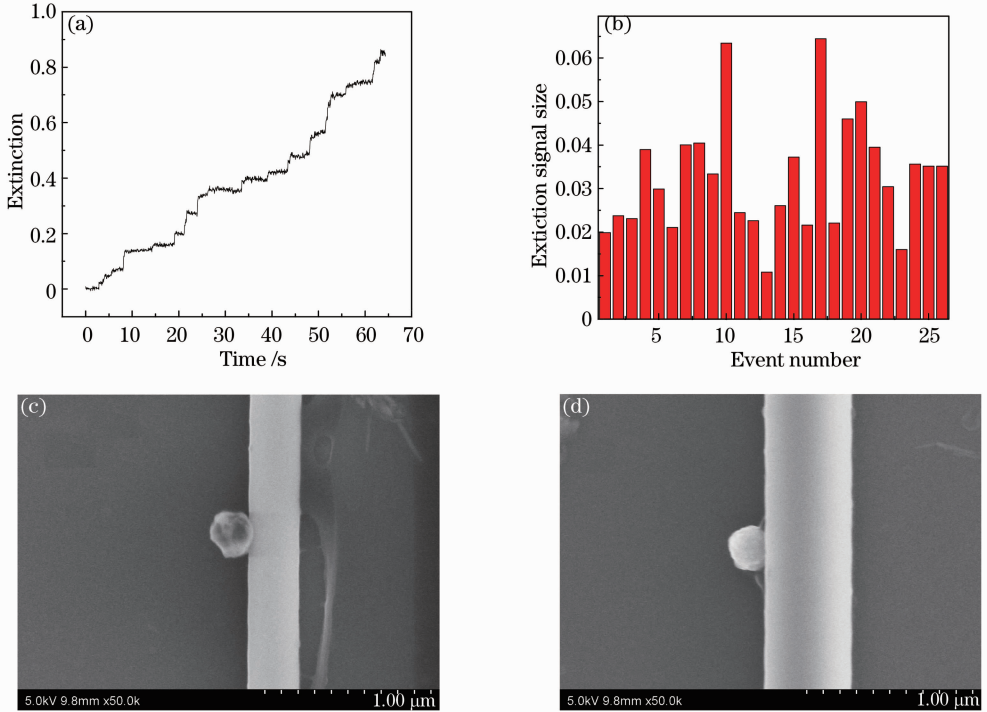 (a)
1.0
0.8
0.6
0.4
0.2
0
Extinction
0 10 20 30 40 50 60 70
Time /s
(b)
0.06
0.05
0.04
0.03
0.02
0.01
0
Extiction signal size
5 10 15 20 25
Event number
(c)
5.0kV 9.8mm x50.0k
1.00 μm
(d)
5.0kV 9.8mm x50.0k
1.00 μm